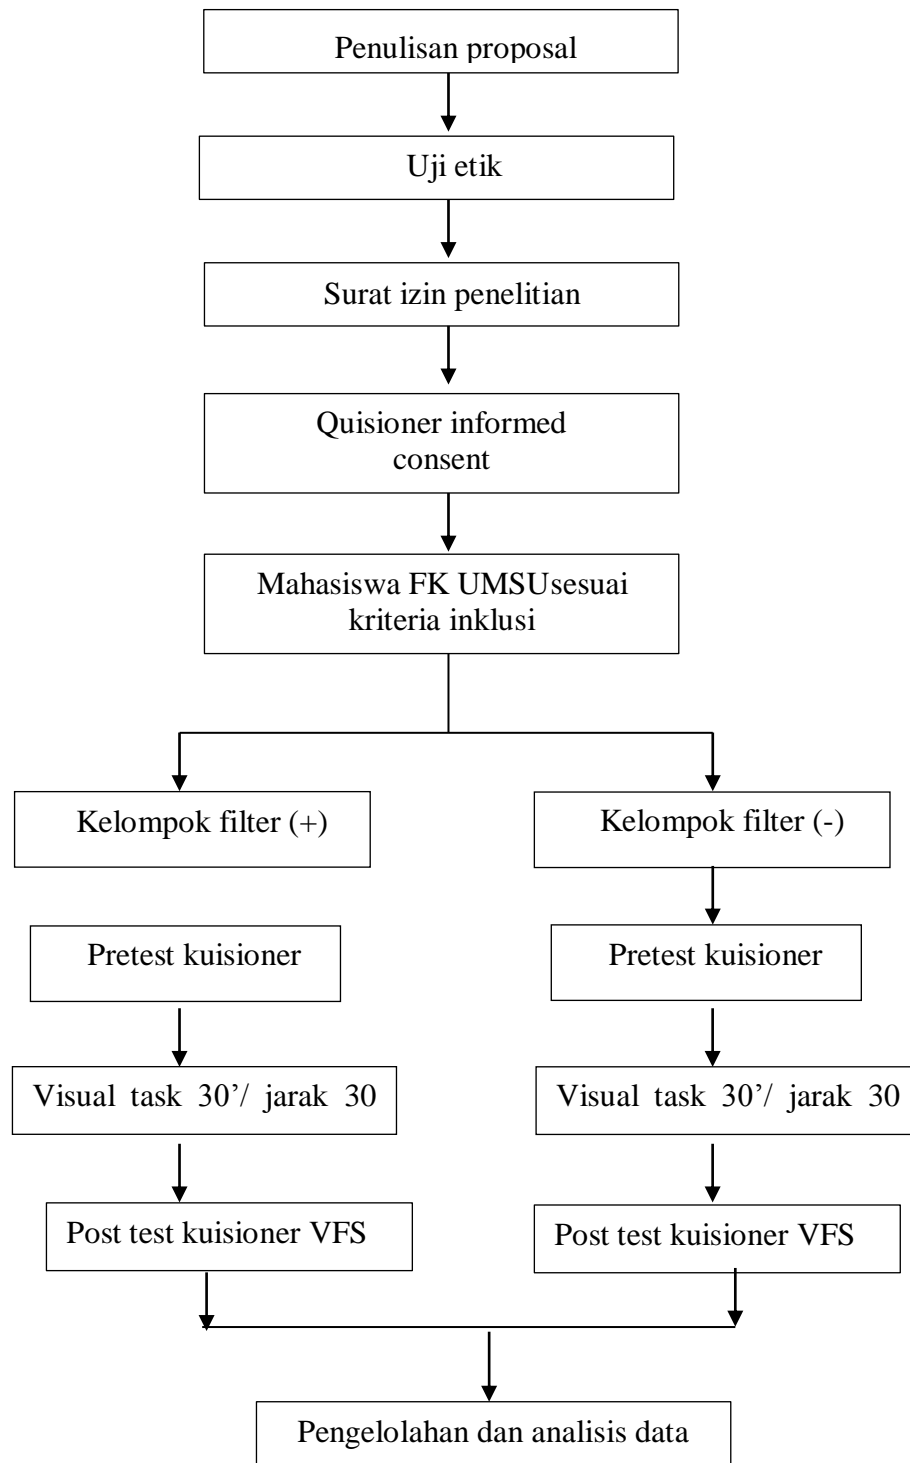 Penulisan proposal
Uji etik
Surat izin penelitian
Quisioner informed
consent
Mahasiswa FK UMSUsesuai
kriteria inklusi
Kelompok filter (+)
Kelompok filter (-)
Pretest kuisioner
Pretest kuisioner
Visual task 30’/ jarak 30
Visual task 30’/ jarak 30
Post test kuisioner VFS
Post test kuisioner VFS
Pengelolahan dan analisis data